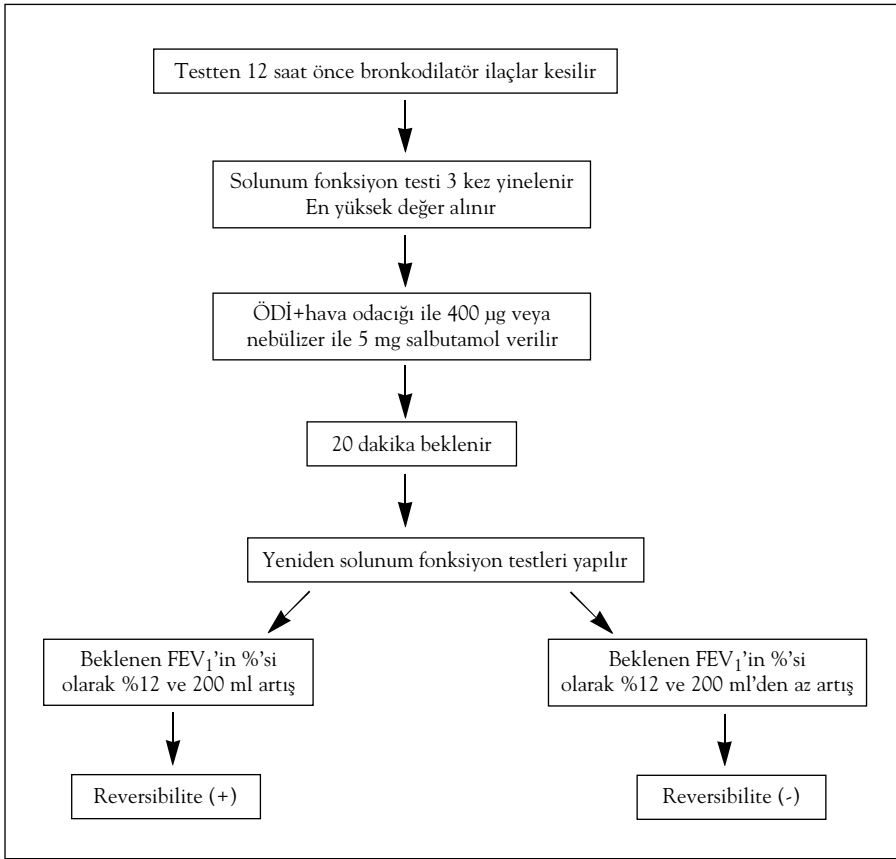 Testten 12 saat önce bronkodilatör ilaçlar kesilir
Solunum fonksiyon testi 3 kez yinelenir
En yüksek değer alınır
ÖDİ+hava odacığı ile 400 µg veya
nebülizer ile 5 mg salbutamol verilir
20 dakika beklenir
Yeniden solunum fonksiyon testleri yapılır
Beklenen FEV₁'in %'si
olarak %12 ve 200 ml artış
Beklenen FEV₁'in %'si
olarak %12 ve 200 ml'den az artış
Reversibilite (+)
Reversibilite (-)